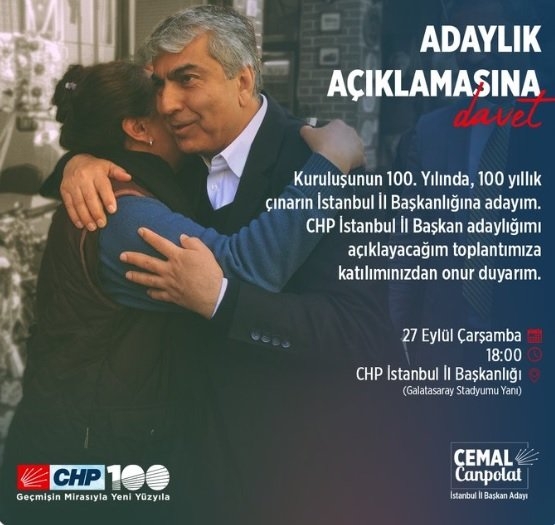 ADAYLIK
AÇIKLAMASINA
davet
Kuruluşunun 100. Yılında, 100 yıllık
çınarın İstanbul İl Başkanlığına adayım.
CHP İstanbul İl Başkan adaylığımı
açıklayacağım toplantımıza
katılımınızdan onur duyarım.
27 Eylül Çarşamba
18:00
CHP İstanbul İl Başkanlığı
(Galatasaray Stadyumu Yanı)
CHP 100
Geçmişin Mirasıyla Yeni Yüzyıla
CEMAL
Canpolat
İstanbul İl Başkan Adayı